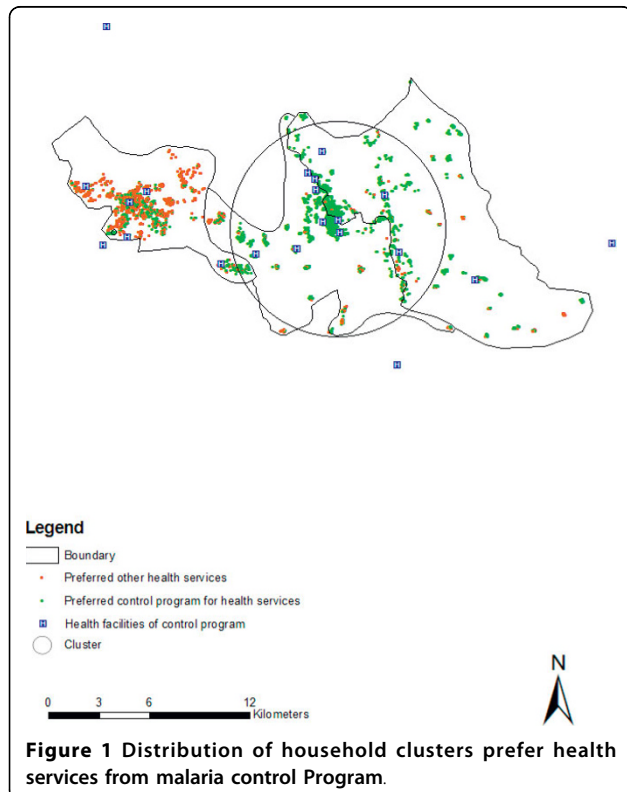 H
Legend
Boundary
Preferred other health services
Preferred control program for health services
H Health facilities of control program
Cluster
N
0 3 6 12
Kilometers
Figure 1 Distribution of household clusters prefer health
services from malaria control Program.